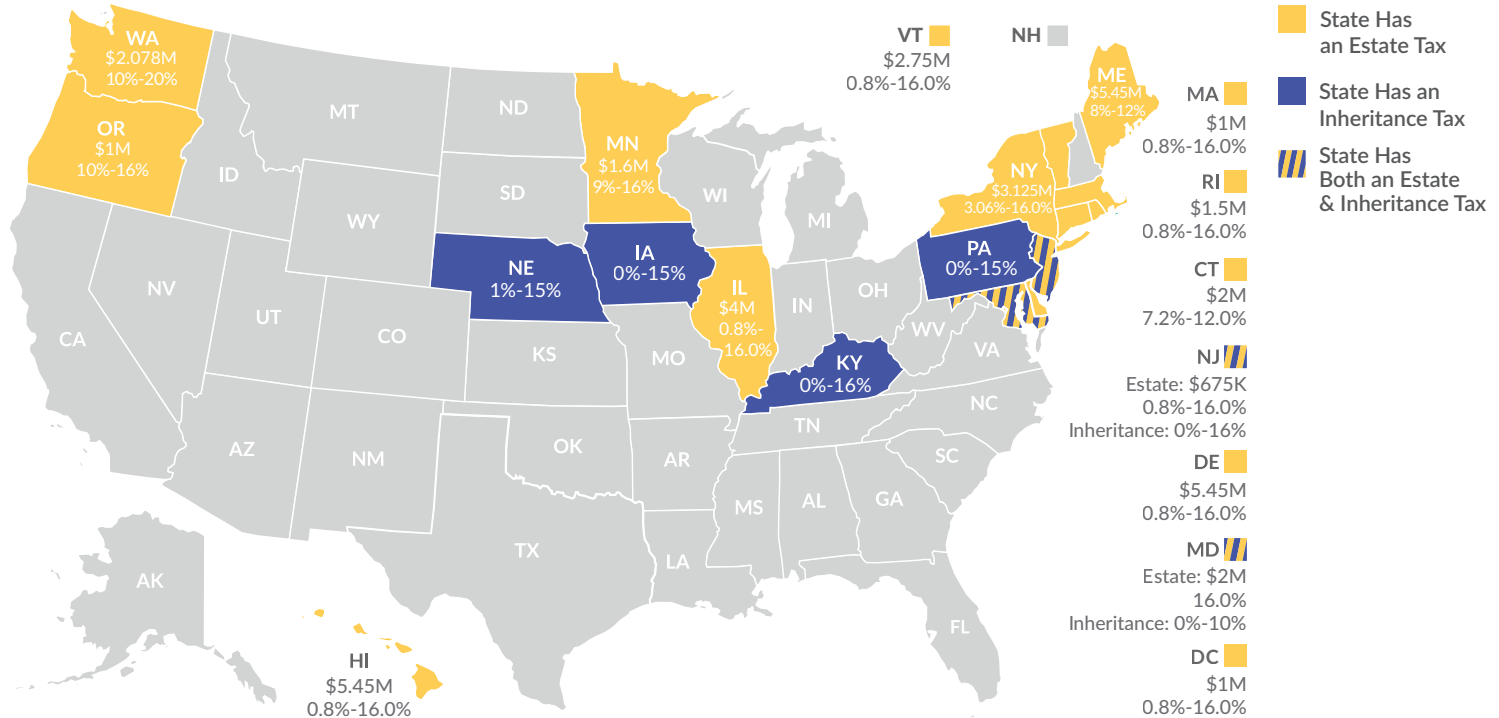 WA
$2.078M
10%-20%
OR
$1M
10%-16%
ID
MT
ND
MN
$1.6M
9%-16%
SD
WY
WI
MI
VT
$2.75M
0.8%-16.0%
NH
ME
$5.45M
8%-12%
NY
$3.125M
3.06%-16.0%
CA
NV
UT
CO
NE
1%-15%
IA
0%-15%
IL
$4M
0.8%-
16.0%
IN
OH
PA
0%-15%
KS
MO
KY
0%-16%
WV
VA
AZ
NM
OK
AR
TN
NC
SC
TX
LA
MS
AL
GA
FL
AK
HI
$5.45M
0.8%-16.0%
MA
$1M
0.8%-16.0%
RI
$1.5M
0.8%-16.0%
CT
$2M
7.2%-12.0%
NJ
Estate: $675K
0.8%-16.0%
Inheritance: 0%-16%
DE
$5.45M
0.8%-16.0%
MD
Estate: $2M
16.0%
Inheritance: 0%-10%
DC
$1M
0.8%-16.0%
State Has
an Estate Tax
State Has an
Inheritance Tax
State Has
Both an Estate
& Inheritance Tax